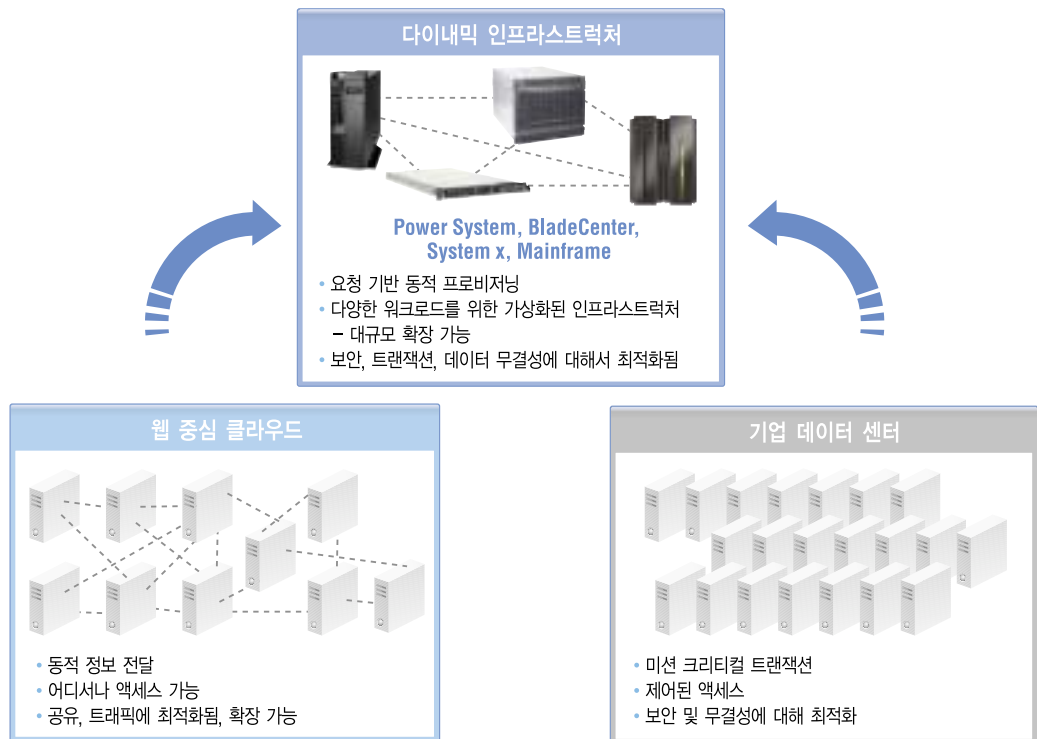 다이내믹 인프라스트럭처
Power System, BladeCenter,
System x, Mainframe
• 요청 기반 동적 프로비저닝
• 다양한 워크로드를 위한 가상화된 인프라스트럭처
– 대규모 확장 가능
• 보안, 트랜잭션, 데이터 무결성에 대해서 최적화됨
웹 중심 클라우드
• 동적 정보 전달
• 어디서나 액세스 가능
• 공유, 트래픽에 최적화됨, 확장 가능
기업 데이터 센터
• 미션 크리티컬 트랜잭션
• 제어된 액세스
• 보안 및 무결성에 대해 최적화